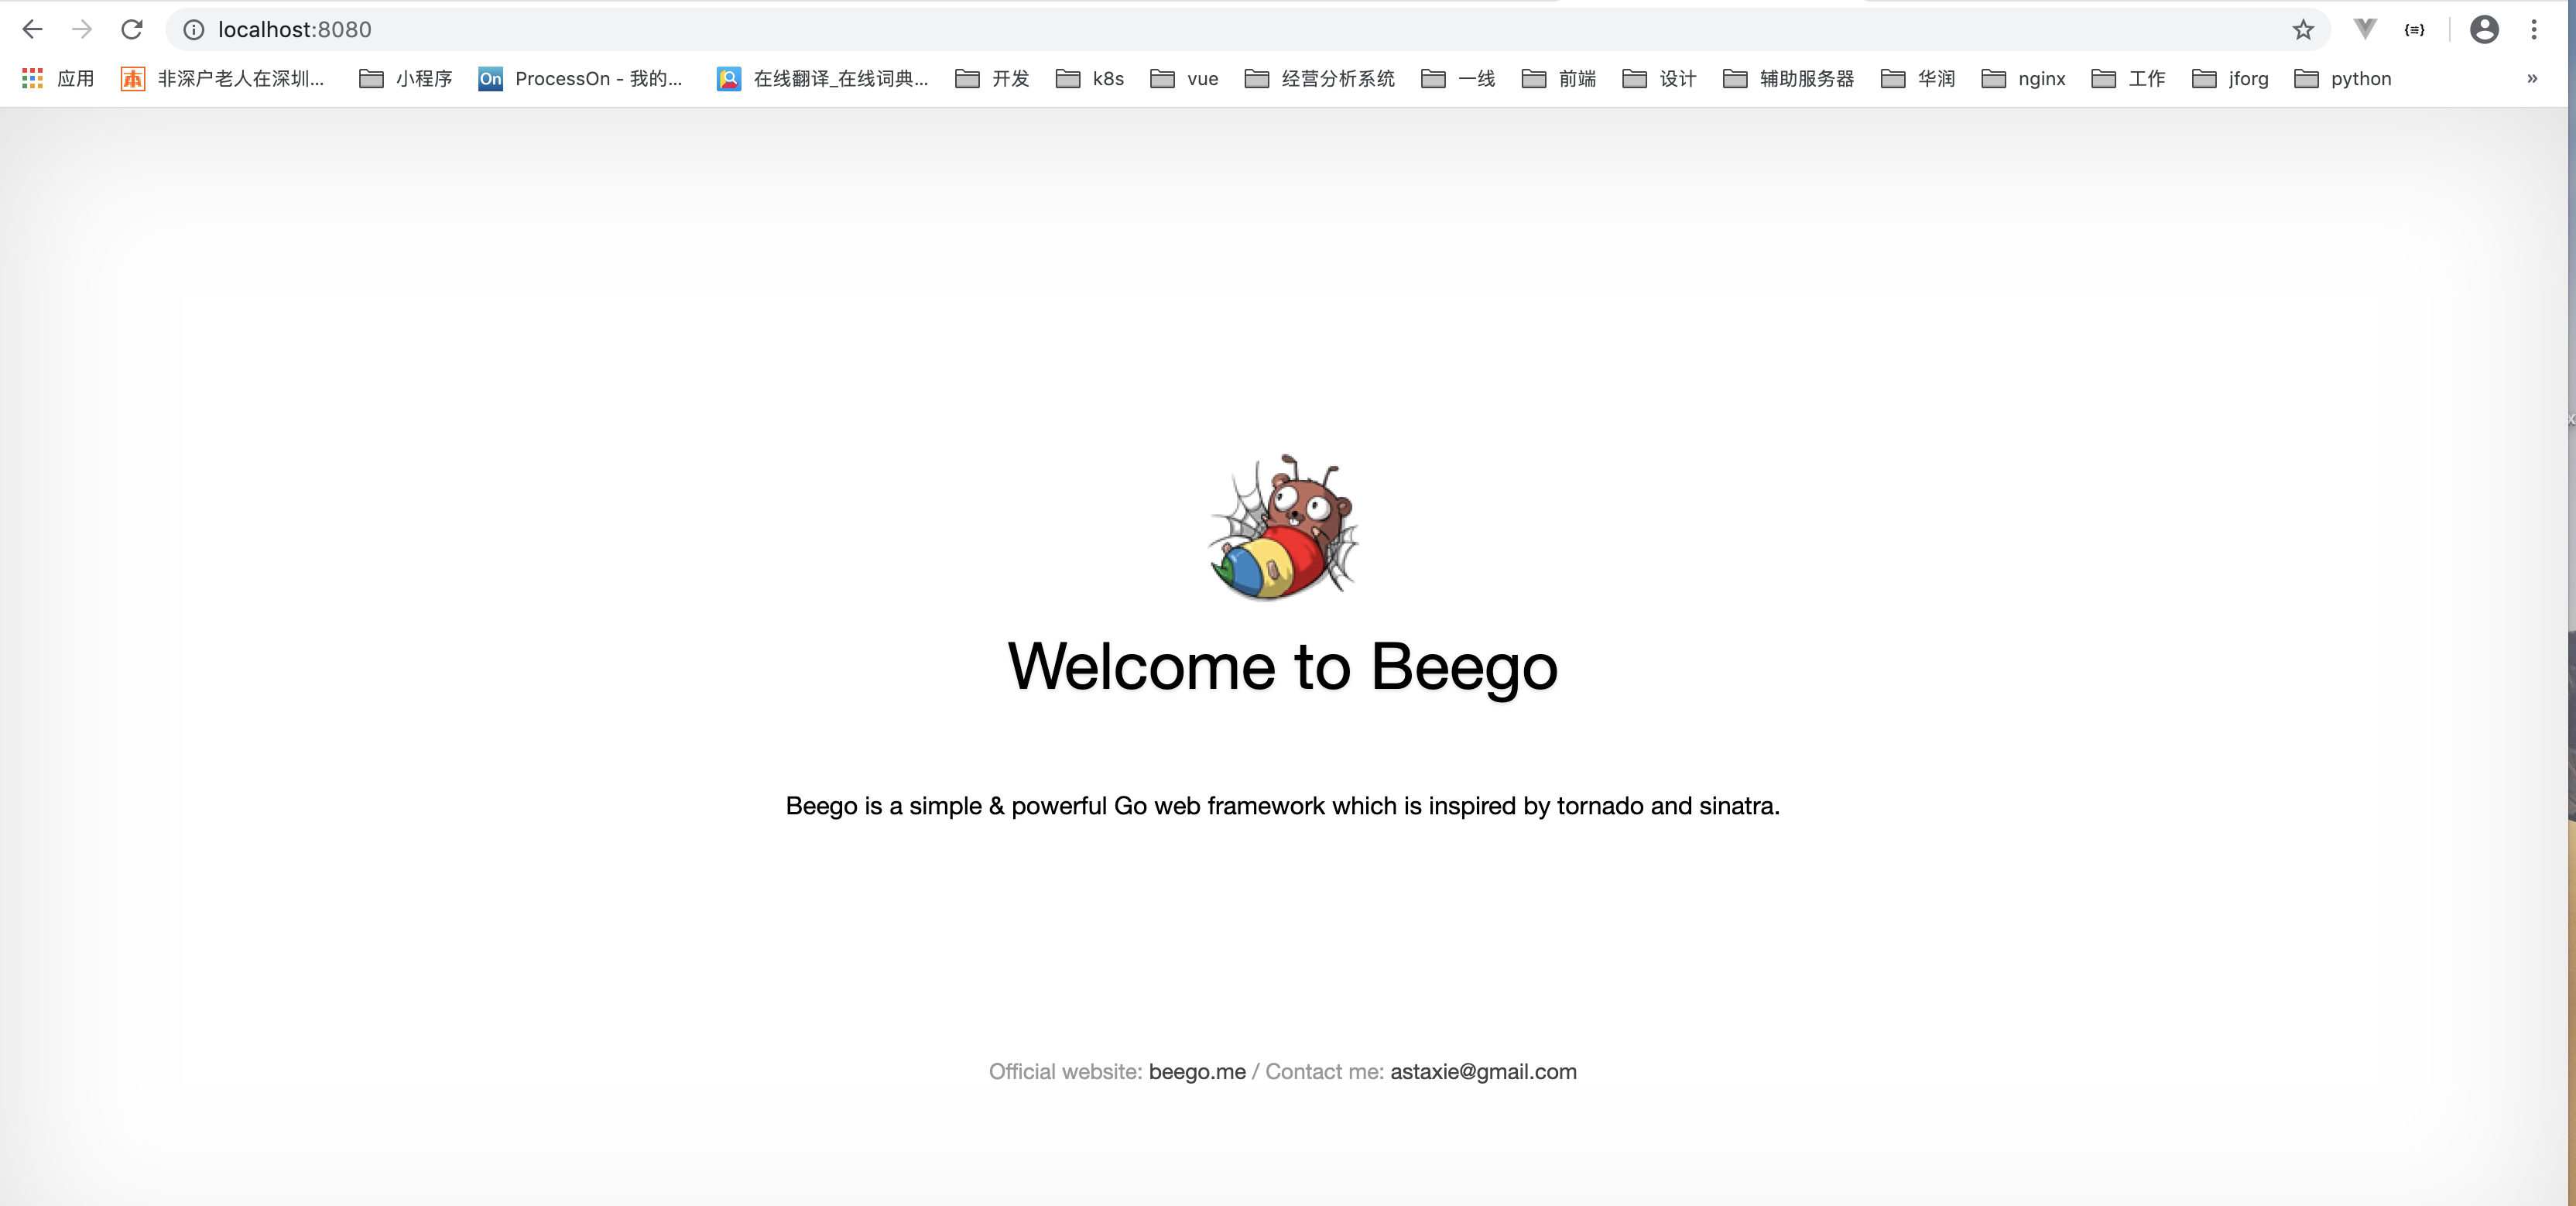 localhost:8080
应用 非深户老人在深圳... 小程序 On ProcessOn - 我的... 在线翻译_在线词典... 开发 k8s vue 经营分析系统 一线 前端 设计 辅助服务器 华润 nginx 工作 jforg python »
Welcome to Beego
Beego is a simple & powerful Go web framework which is inspired by tornado and sinatra.
Official website: beego.me / Contact me: astaxie@gmail.com